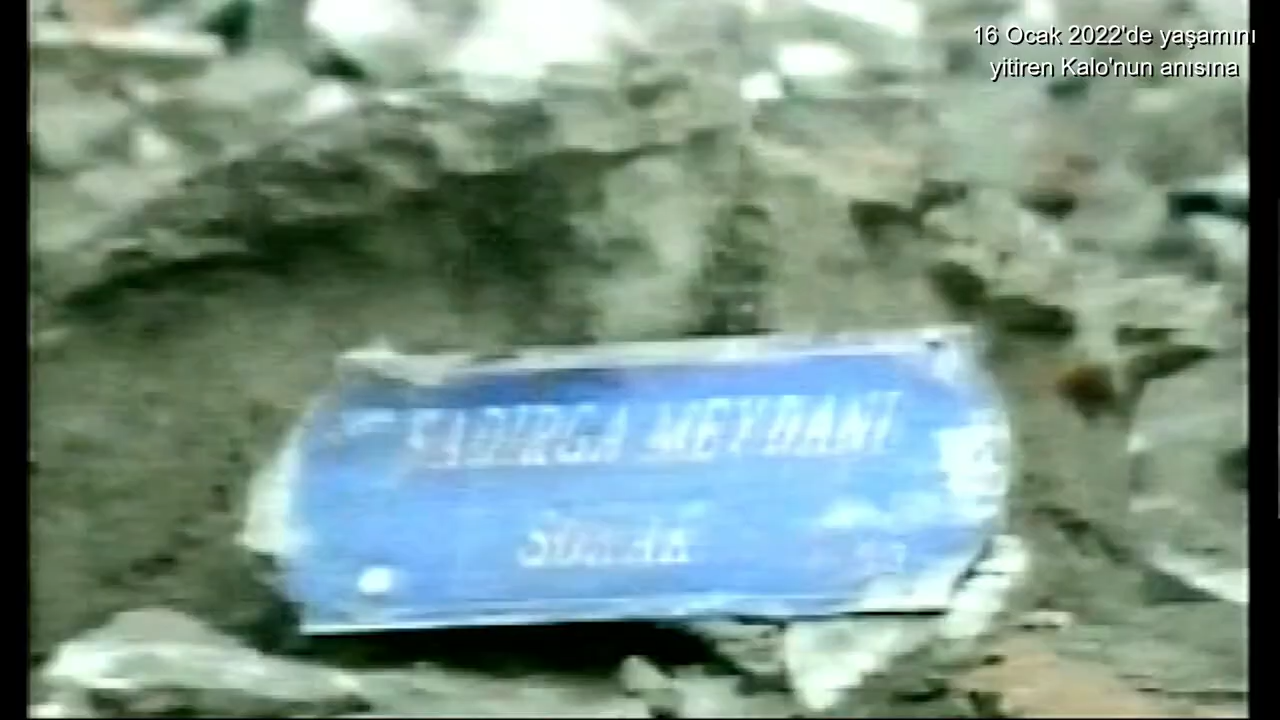 16 Ocak 2022'de yaşamını
yitiren Kalo'nun anısına
KADIRGA MEYDANI
SOKAK